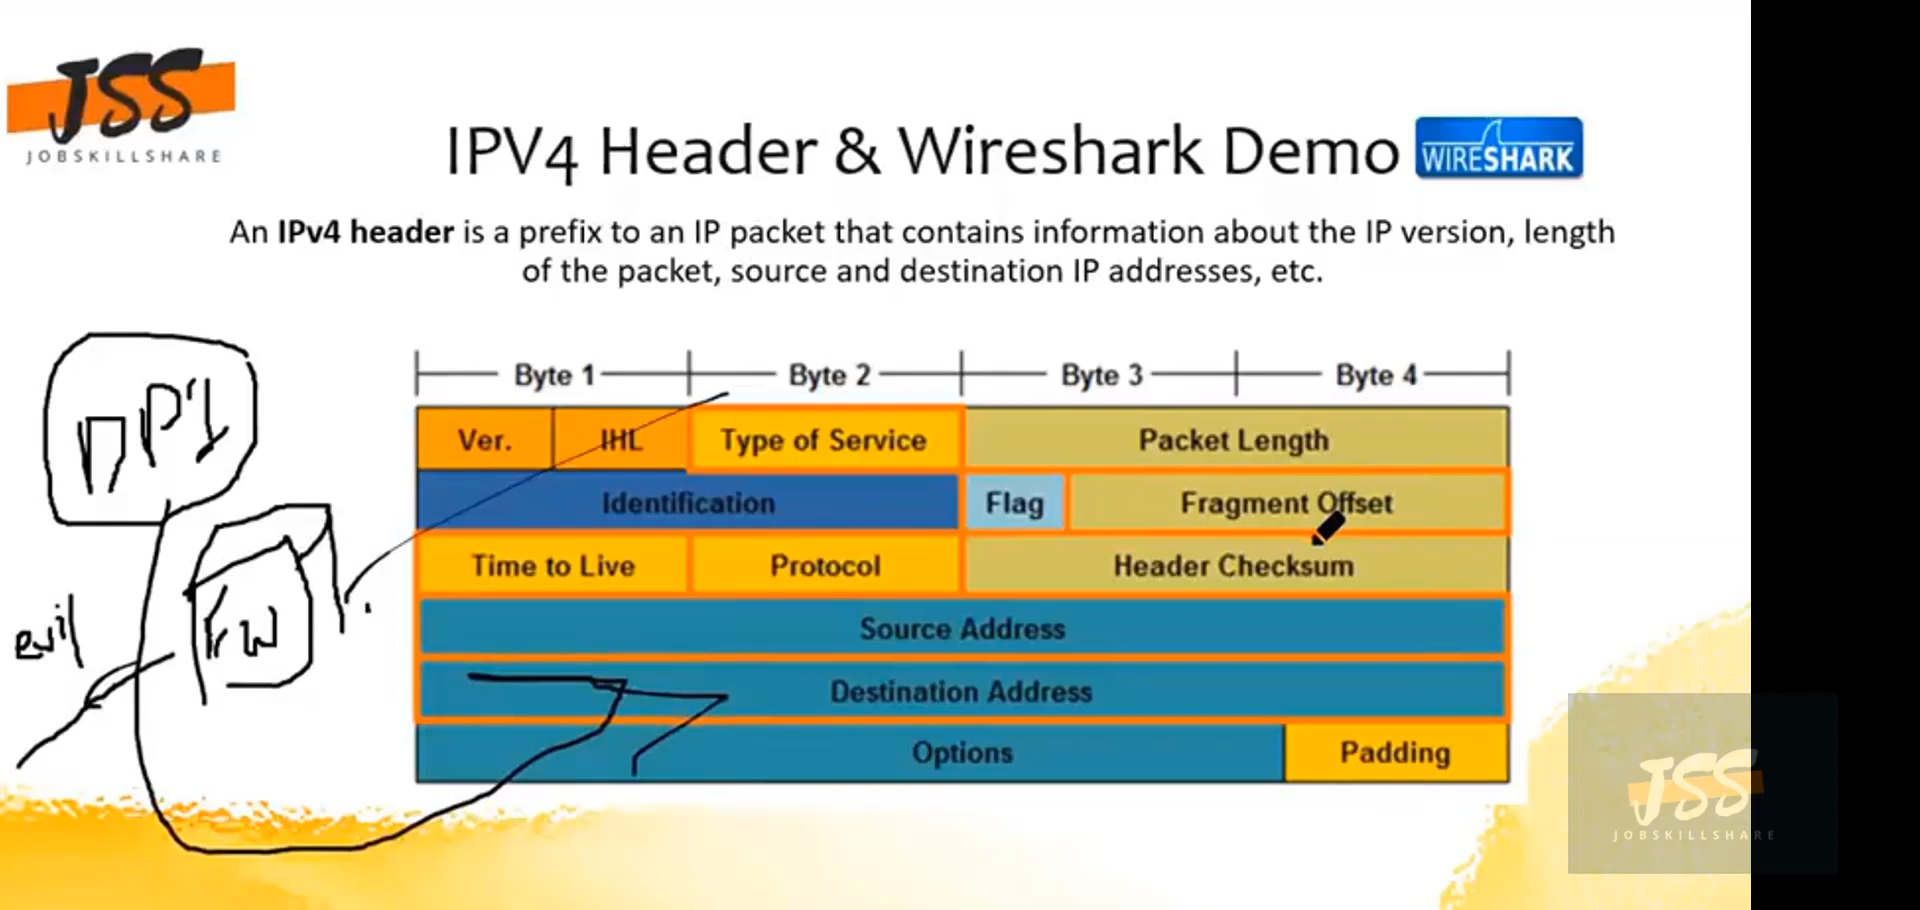 JSS
JOBSKILLSHARE
IPV4 Header & Wireshark Demo
WIRESHARK
An IPv4 header is a prefix to an IP packet that contains information about the IP version, length
of the packet, source and destination IP addresses, etc.
Byte 1 Byte 2 Byte 3 Byte 4
Ver. IHL Type of Service Packet Length
Identification Flag Fragment Offset
Time to Live Protocol Header Checksum
Source Address
Destination Address
Options Padding
DPI
FW
evil
JSS
JOBSKILLSHARE